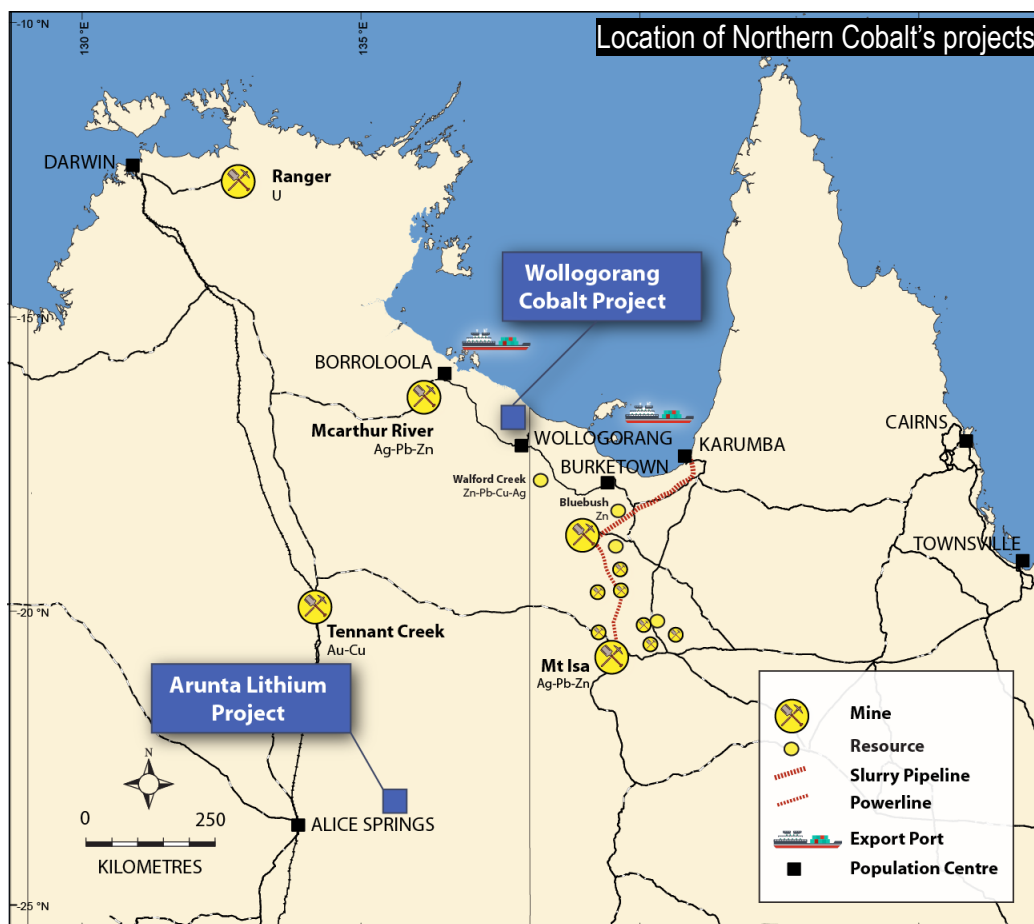 Location of Northern Cobalt's projects
-10 °N
130 °E
135 °E
DARWIN
Ranger
U
Wollogorang
Cobalt Project
-15 °N
BORROLOOLA
Mcarthur River
Ag-Pb-Zn
WOLLOGORANG
KARUMBA
CAIRNS
BURKETOWN
Walford Creek
Zn-Pb-Cu-Ag
Bluebush
Zn
TOWNSVILLE
-20 °N
Tennant Creek
Au-Cu
Mt Isa
Ag-Pb-Zn
Arunta Lithium
Project
N
0 250
KILOMETRES
ALICE SPRINGS
-25 °N
Mine
Resource
Slurry Pipeline
Powerline
Export Port
Population Centre